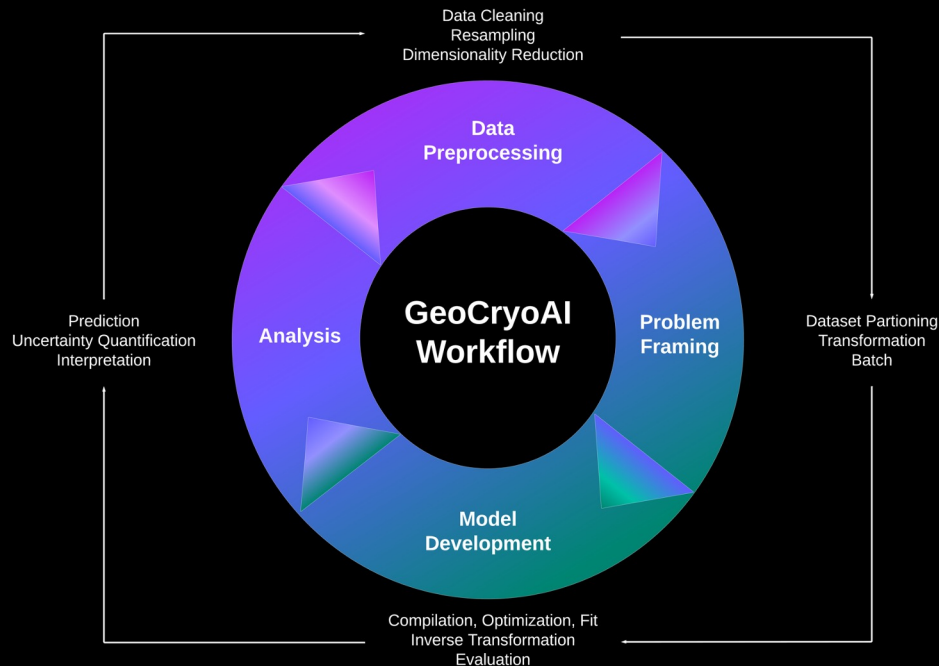 Data Cleaning
Resampling
Dimensionality Reduction
Data
Preprocessing
GeoCryoAI
Workflow
Problem
Framing
Dataset Partioning
Transformation
Batch
Model
Development
Compilation, Optimization, Fit
Inverse Transformation
Evaluation
Analysis
Prediction
Uncertainty Quantification
Interpretation